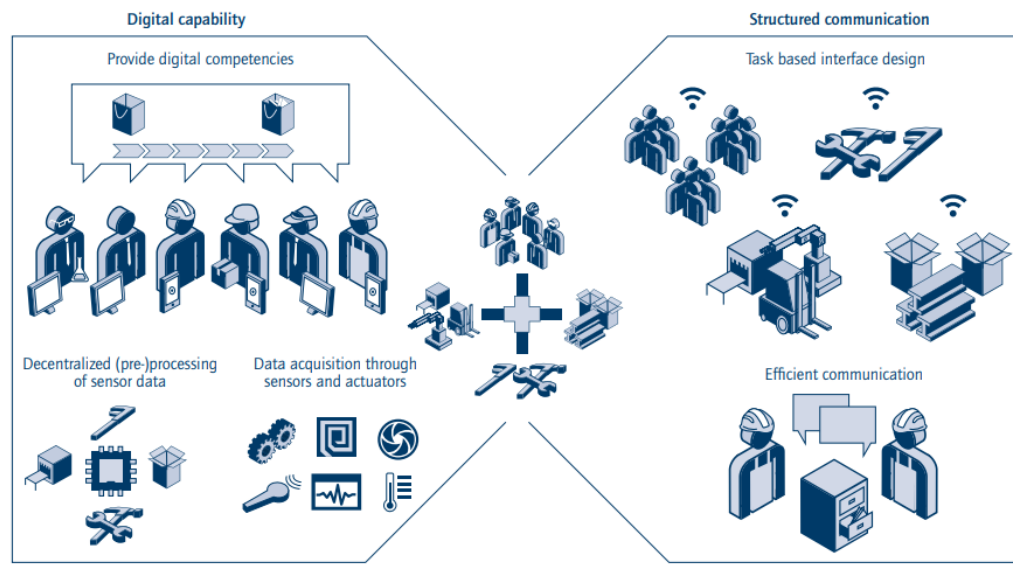 Digital capability
Structured communication
Provide digital competencies
Task based interface design
Decentralized (pre-)processing
of sensor data
Data acquisition through
sensors and actuators
Efficient communication